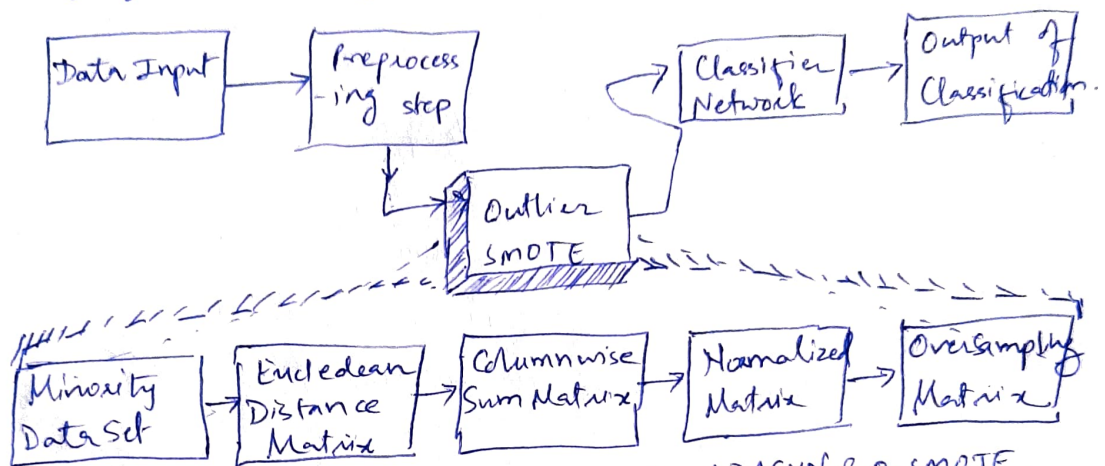 Data Input
Preprocess
-ing step
Classifier
Network
Output of
Classification.
Outlier
SMOTE
Minority
Data Set
Eucledean
Distance
Matrix
Columnwise
Sum Matrix
Normalized
Matrix
Oversampling
Matrix
SMOTE